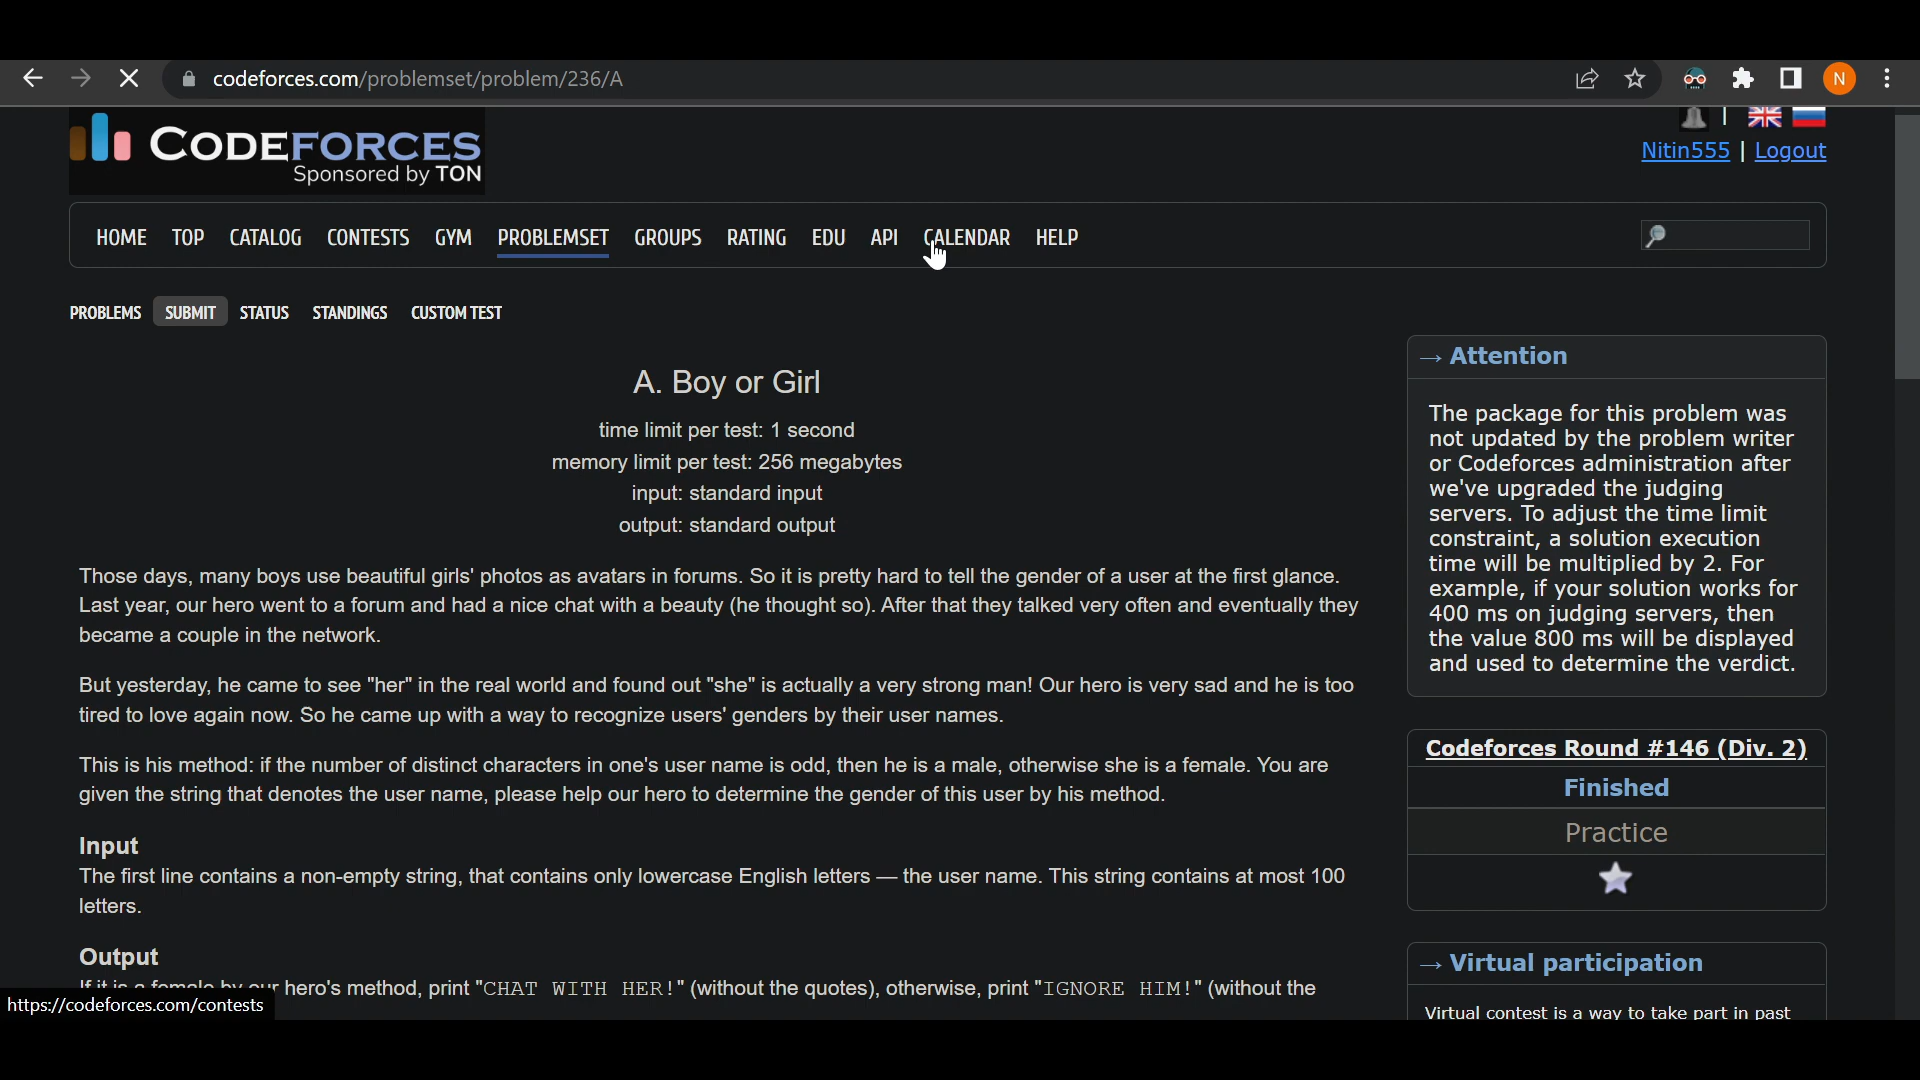 codeforces.com/problemset/problem/236/A
N
CODEFORCES
Sponsored by TON
|
Nitin555 | Logout
HOME TOP CATALOG CONTESTS GYM PROBLEMSET GROUPS RATING EDU API CALENDAR HELP
PROBLEMS SUBMIT STATUS STANDINGS CUSTOM TEST
A. Boy or Girl
time limit per test: 1 second
memory limit per test: 256 megabytes
input: standard input
output: standard output
Those days, many boys use beautiful girls' photos as avatars in forums. So it is pretty hard to tell the gender of a user at the first glance.
Last year, our hero went to a forum and had a nice chat with a beauty (he thought so). After that they talked very often and eventually they
became a couple in the network.
But yesterday, he came to see "her" in the real world and found out "she" is actually a very strong man! Our hero is very sad and he is too
tired to love again now. So he came up with a way to recognize users' genders by their user names.
This is his method: if the number of distinct characters in one's user name is odd, then he is a male, otherwise she is a female. You are
given the string that denotes the user name, please help our hero to determine the gender of this user by his method.
Input
The first line contains a non-empty string, that contains only lowercase English letters — the user name. This string contains at most 100
letters.
Output
If it is a female by our hero's method, print "CHAT WITH HER!" (without the quotes), otherwise, print "IGNORE HIM!" (without the
https://codeforces.com/contests
→ Attention
The package for this problem was
not updated by the problem writer
or Codeforces administration after
we've upgraded the judging
servers. To adjust the time limit
constraint, a solution execution
time will be multiplied by 2. For
example, if your solution works for
400 ms on judging servers, then
the value 800 ms will be displayed
and used to determine the verdict.
Codeforces Round #146 (Div. 2)
Finished
Practice
→ Virtual participation
Virtual contest is a way to take part in past